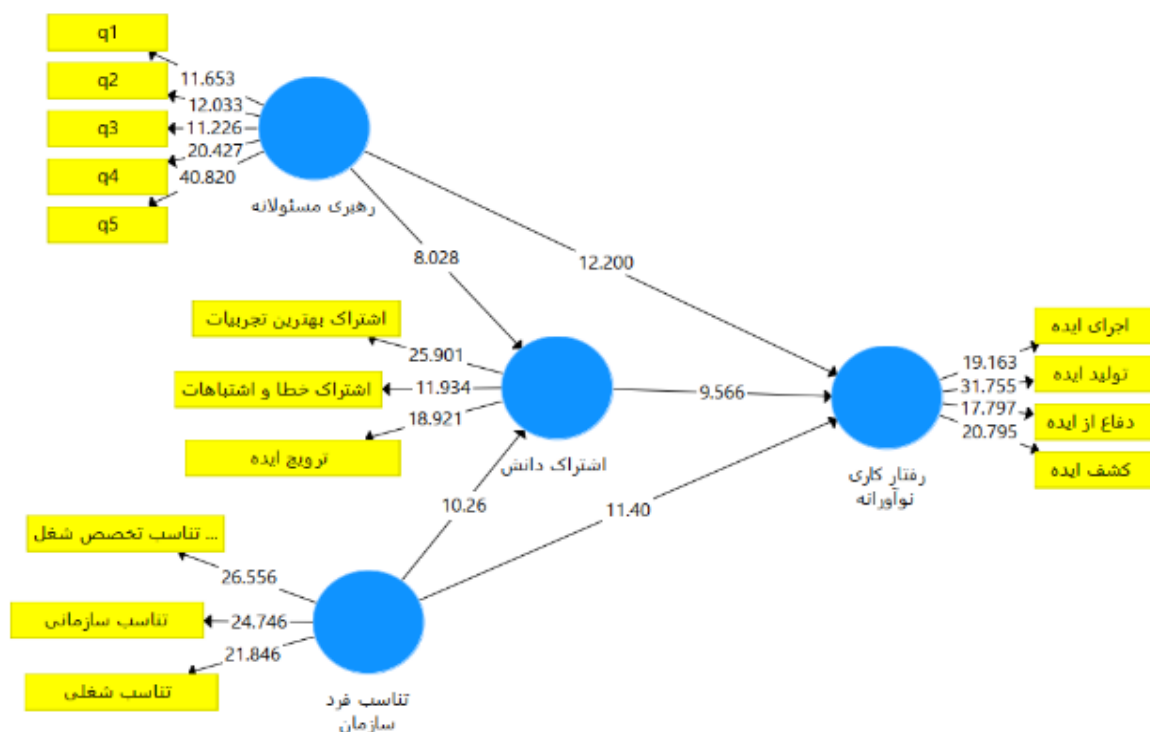 q1
q2
q3
q4
q5
11.653
12.033
11.226
20.427
40.820
رهبری مسئولانه
8.028
12.200
اشتراک بهترین تجربیات
اشتراک خطا و اشتباهات
ترویج ایده
25.901
11.934
18.921
اشتراک دانش
9.566
اجرای ایده
تولید ایده
دفاع از ایده
کشف ایده
19.163
31.755
17.797
20.795
رفتار کاری
نوآورانه
10.26
11.40
تناسب تخصص شغل ...
تناسب سازمانی
تناسب شغلی
26.556
24.746
21.846
تناسب فرد
سازمان